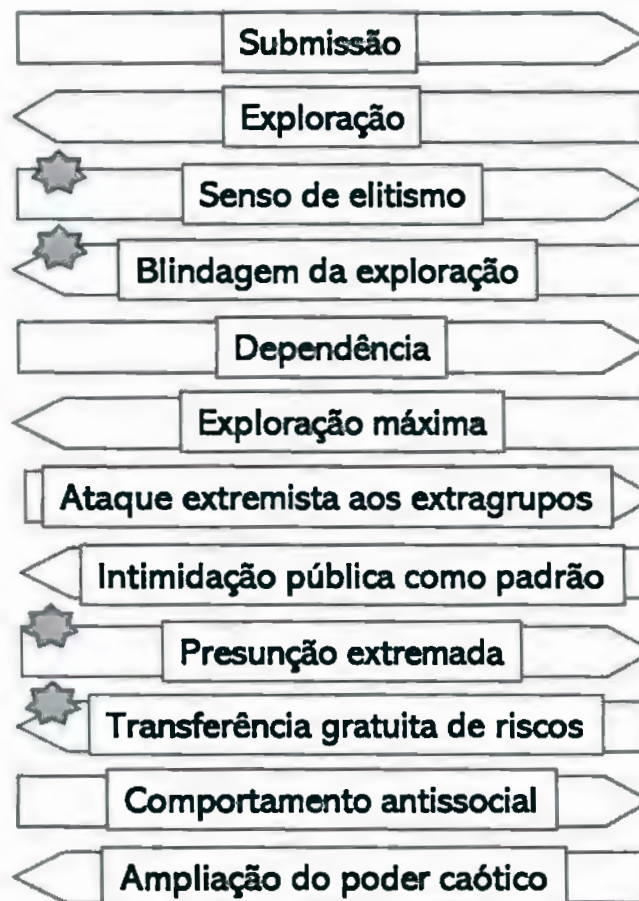 Submissão
Exploração
Senso de elitismo
Blindagem da exploração
Dependência
Exploração máxima
Ataque extremista aos extragrupos
Intimidação pública como padrão
Presunção extremada
Transferência gratuita de riscos
Comportamento antissocial
Ampliação do poder caótico